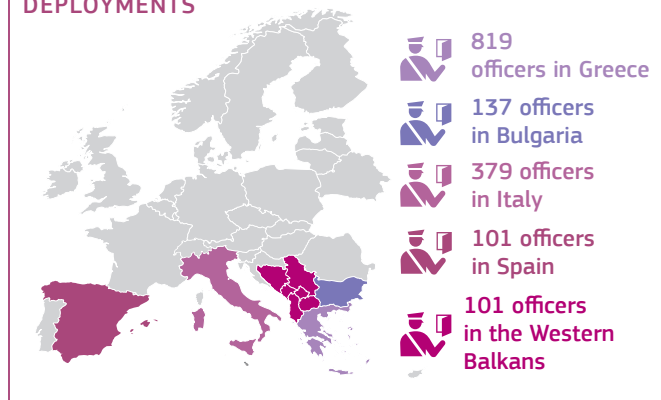 DEPLOYMENTS
819
officers in Greece
137 officers
in Bulgaria
379 officers
in Italy
101 officers
in Spain
101 officers
in the Western
Balkans